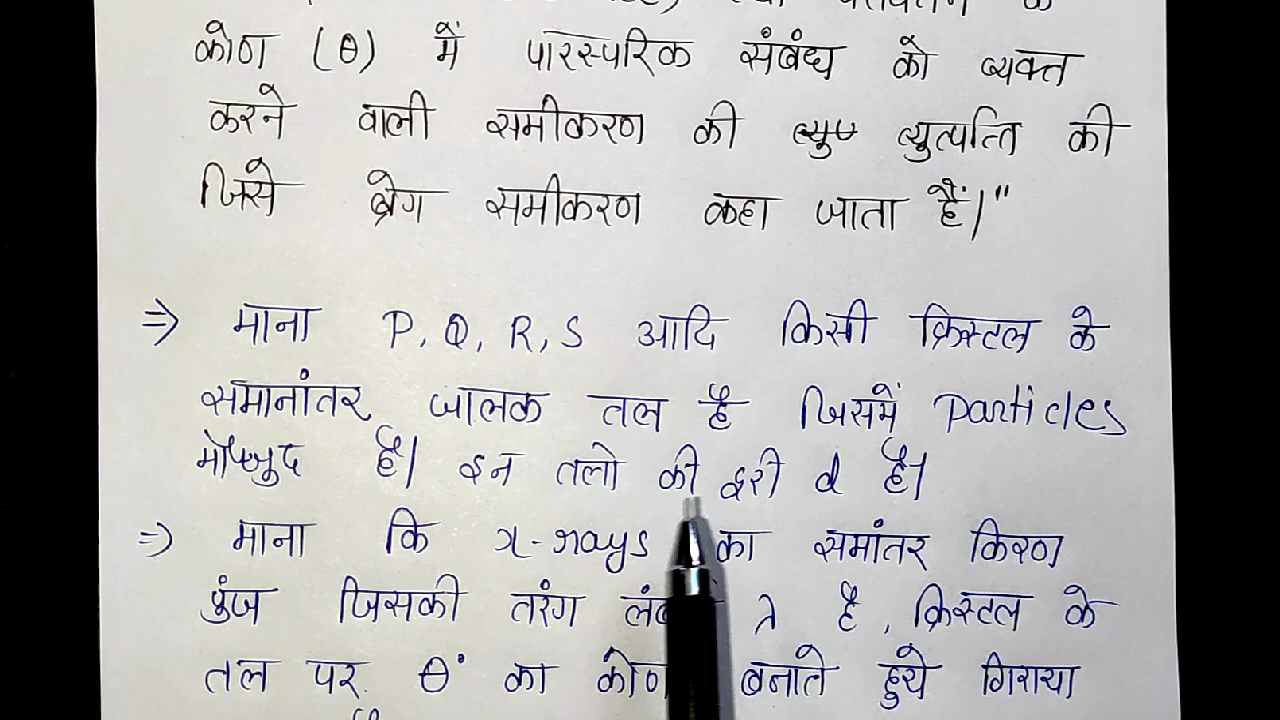 कोण (θ) में पारस्परिक संबंध को व्यक्त
करने वाली समीकरण की व्युप व्युत्पत्ति की
जिसे ब्रेग समीकरण कहा जाता हैं।"
⇒ माना P, Q, R, S आदि किसी क्रिस्टल के
समानांतर जालक तल है जिसमें Particles
मौजुद है। इन तलो की दूरी d है।
⇒ माना कि x-rays का समांतर किरण
पुंज जिसकी तरंग λ है, क्रिस्टल के
तल पर θ° का कोण बनाते हुये गिराया